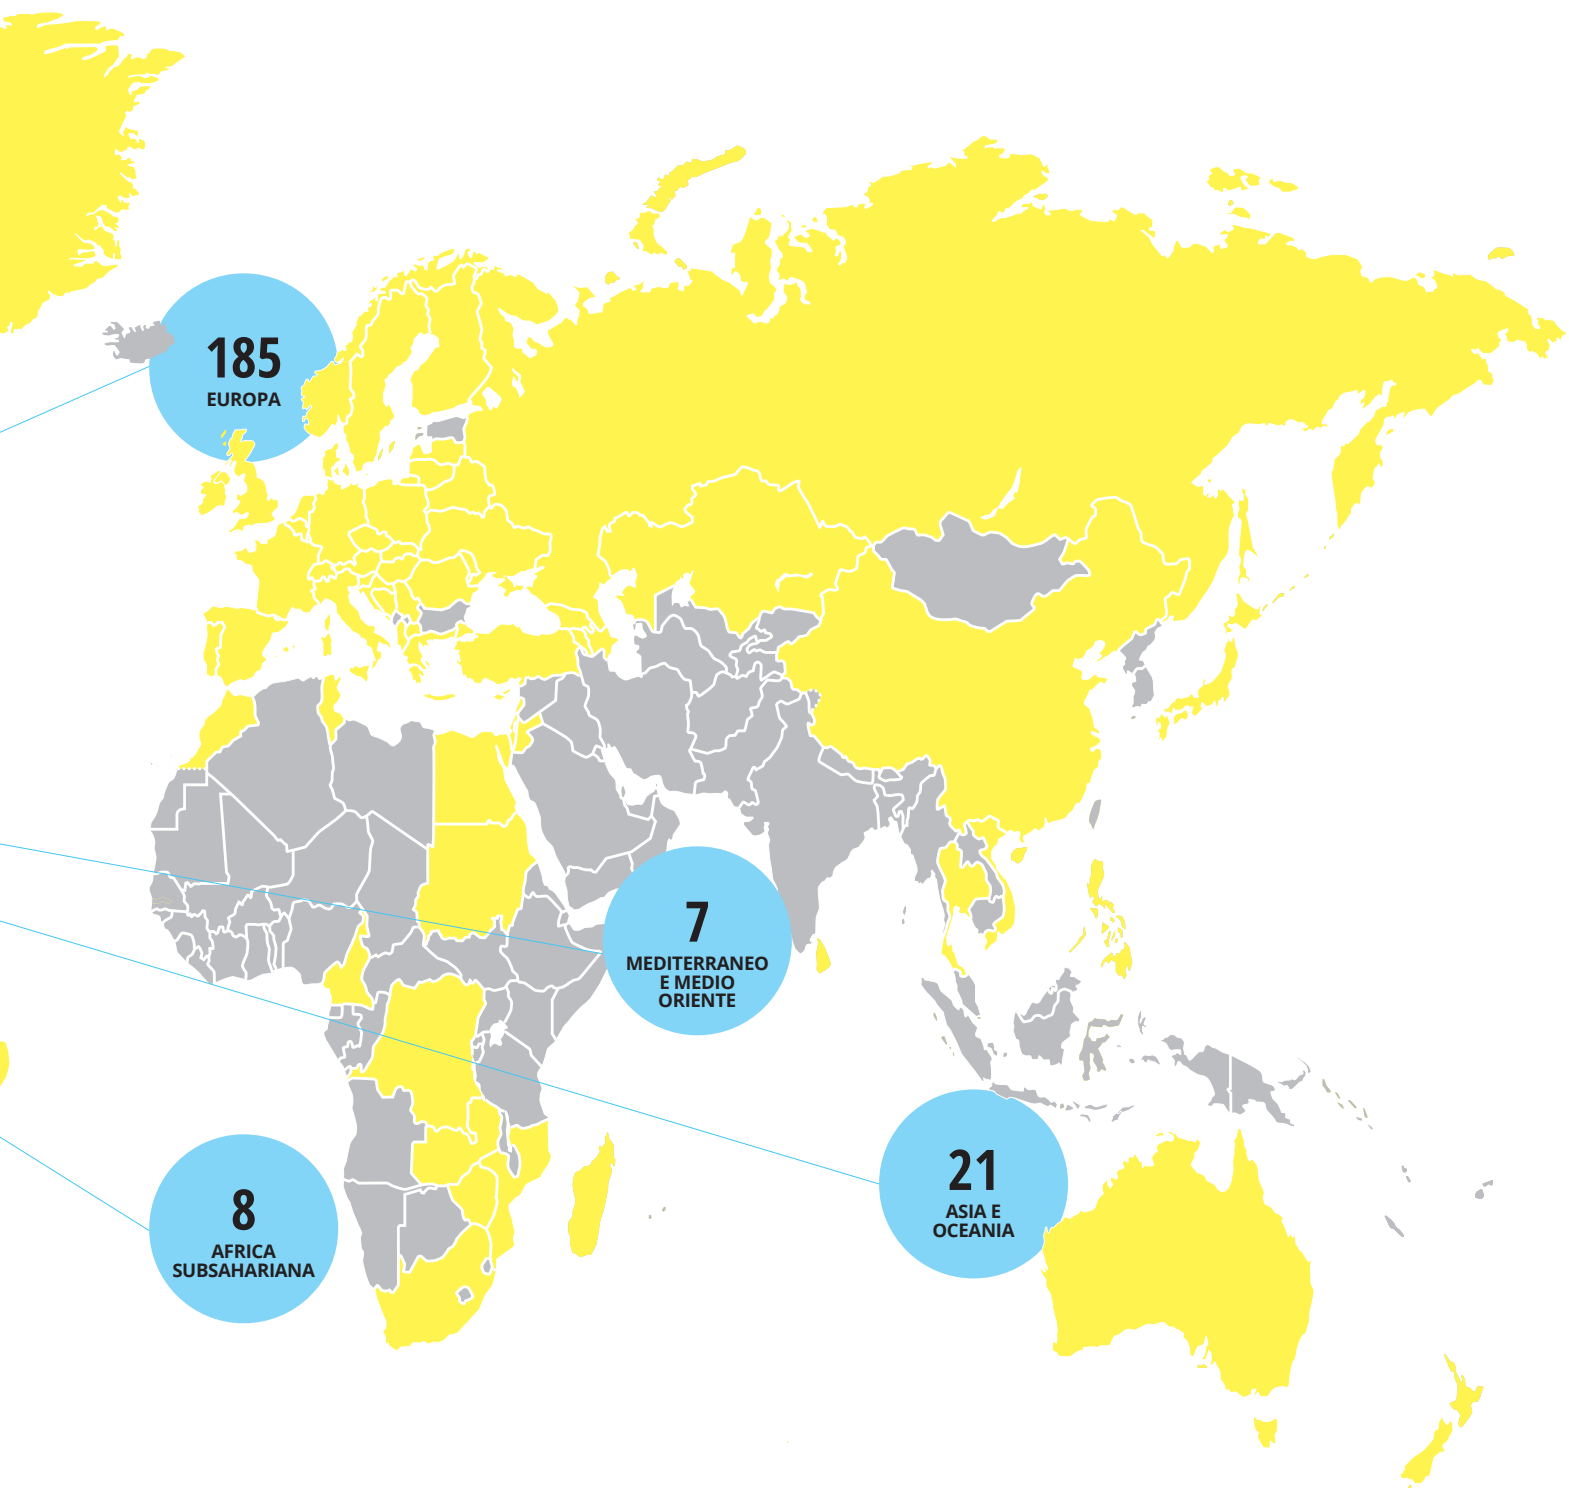 185
EUROPA
7
MEDITERRANEO
E MEDIO
ORIENTE
21
ASIA E
OCEANIA
8
AFRICA
SUBSAHARIANA